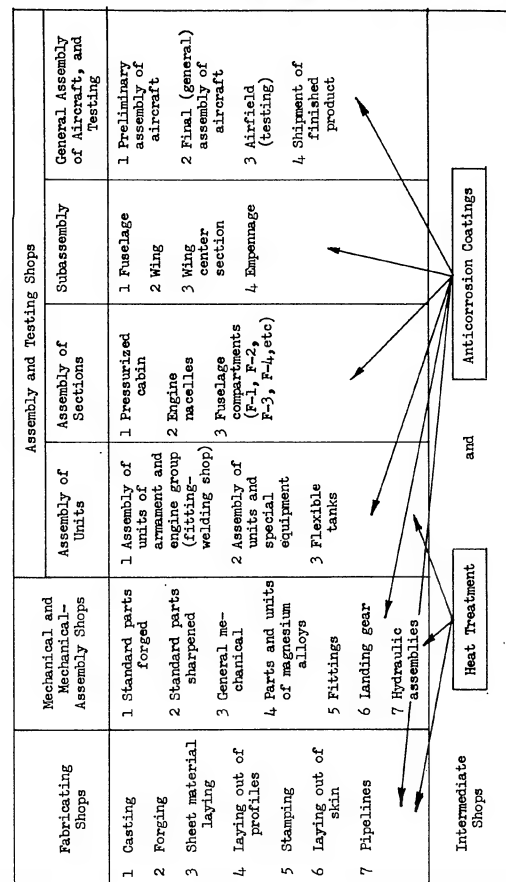 Fabricating
Shops
Mechanical and
Mechanical-
Assembly Shops
Assembly and Testing Shops
Assembly of
Units
Assembly of
Sections
Subassembly
General Assembly
of Aircraft, and
Testing
1 Casting
2 Forging
3 Sheet material
laying
4 Laying out of
profiles
5 Stamping
6 Laying out of
skin
7 Pipelines
1 Standard parts
forged
2 Standard parts
sharpened
3 General me-
chanical
4 Parts and units
of magnesium
alloys
5 Fittings
6 Landing gear
7 Hydraulic
assemblies
1 Assembly of
units of
armament and
engine group
(fitting-
welding shop)
2 Assembly of
units and
special
equipment
3 Flexible
tanks
1 Pressurized
cabin
2 Engine
nacelles
3 Fuselage
compartments
(F-1, F-2,
F-3, F-4,etc)
1 Fuselage
2 Wing
3 Wing
center
section
4 Empennage
1 Preliminary
assembly of
aircraft
2 Final (general)
assembly of
aircraft
3 Airfield
(testing)
4 Shipment of
finished
product
Intermediate
Shops
Heat Treatment
and
Anticorrosion Coatings